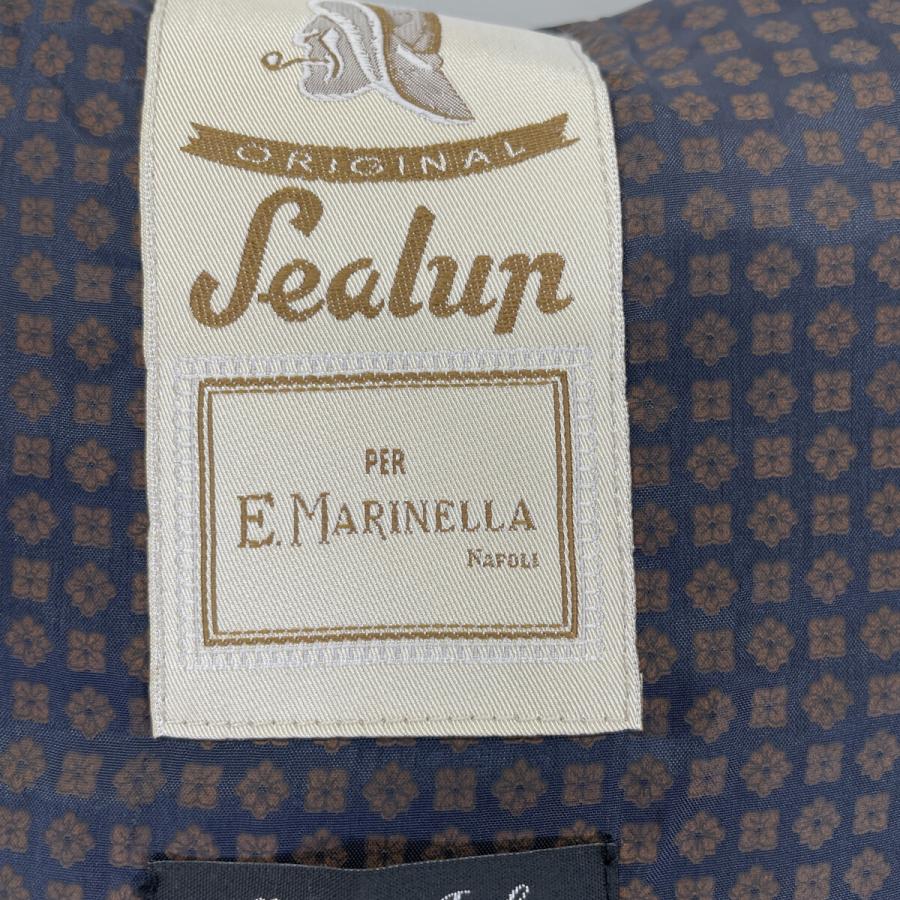 ORIGINAL
Sealup
PER
E. MARINELLA
NAPOLI